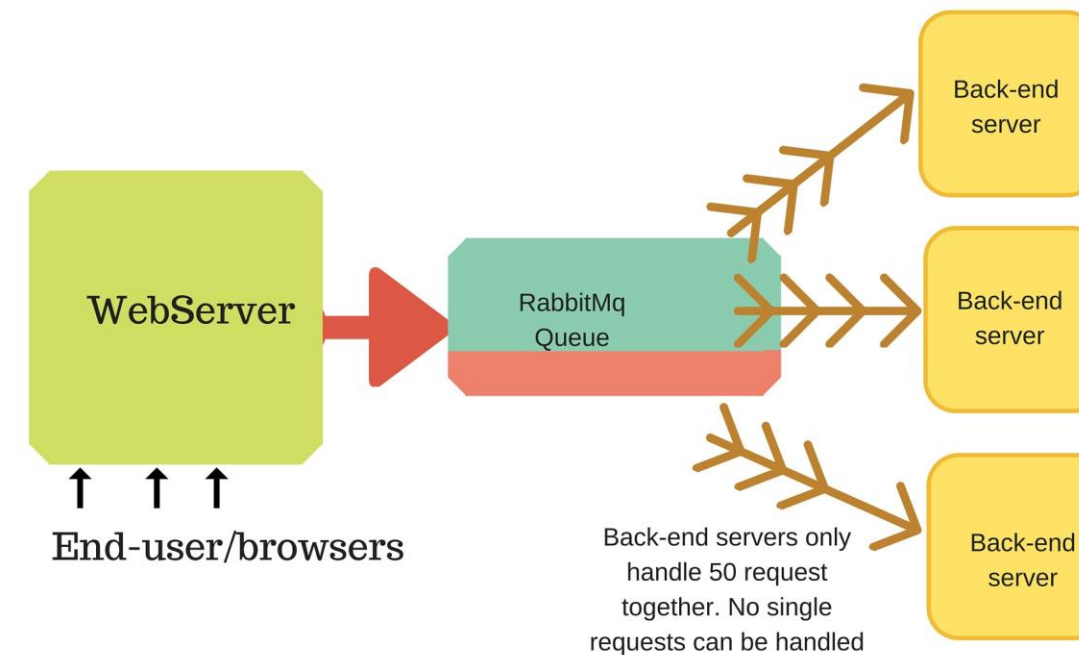 WebServer
End-user/browsers
RabbitMq
Queue
Back-end
server
Back-end
server
Back-end
server
Back-end servers only
handle 50 request
together. No single
requests can be handled